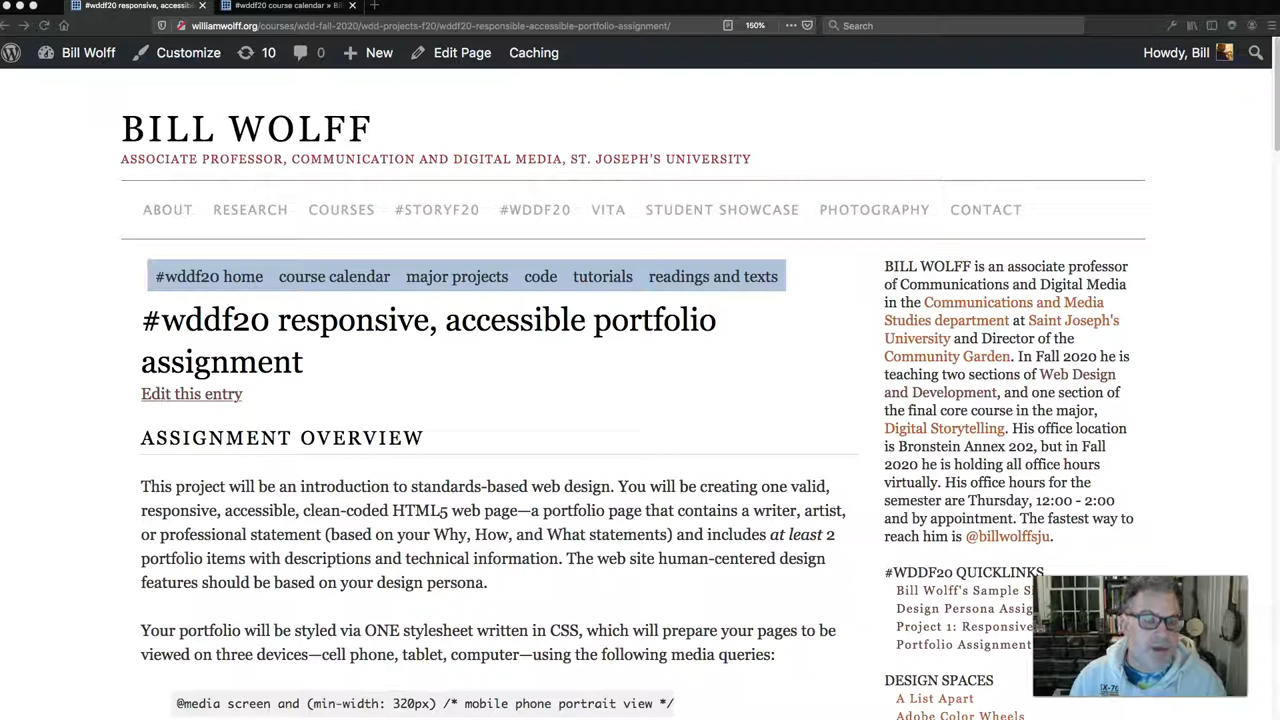 #wddf20 responsive, accessib
#wddf20 course calendar » Bi
williamwolff.org/courses/wdd-fall-2020/wdd-projects-f20/wddf20-responsive-accessible-portfolio-assignment/
150%
Search
Bill Wolff
Customize
10
0
New
Edit Page
Caching
Howdy, Bill
BILL WOLFF
ASSOCIATE PROFESSOR, COMMUNICATION AND DIGITAL MEDIA, ST. JOSEPH'S UNIVERSITY
ABOUT RESEARCH COURSES #STORYF20 #WDDF20 VITA STUDENT SHOWCASE PHOTOGRAPHY CONTACT
#wddf20 home course calendar major projects code tutorials readings and texts
#wddf20 responsive, accessible portfolio
assignment
Edit this entry
ASSIGNMENT OVERVIEW
This project will be an introduction to standards-based web design. You will be creating one valid,
responsive, accessible, clean-coded HTML5 web page—a portfolio page that contains a writer, artist,
or professional statement (based on your Why, How, and What statements) and includes at least 2
portfolio items with descriptions and technical information. The web site human-centered design
features should be based on your design persona.
Your portfolio will be styled via ONE stylesheet written in CSS, which will prepare your pages to be
viewed on three devices—cell phone, tablet, computer—using the following media queries:
@media screen and (min-width: 320px) /* mobile phone portrait view */
BILL WOLFF is an associate professor
of Communications and Digital Media
in the Communications and Media
Studies department at Saint Joseph's
University and Director of the
Community Garden. In Fall 2020 he is
teaching two sections of Web Design
and Development, and one section of
the final core course in the major,
Digital Storytelling. His office location
is Bronstein Annex 202, but in Fall
2020 he is holding all office hours
virtually. His office hours for the
semester are Thursday, 12:00 - 2:00
and by appointment. The fastest way to
reach him is @billwolffsju.
#WDDF20 QUICKLINKS
Bill Wolff's Sample S
Design Persona Assig
Project 1: Responsive
Portfolio Assignment
DESIGN SPACES
A List Apart
Adobe Color Wheels